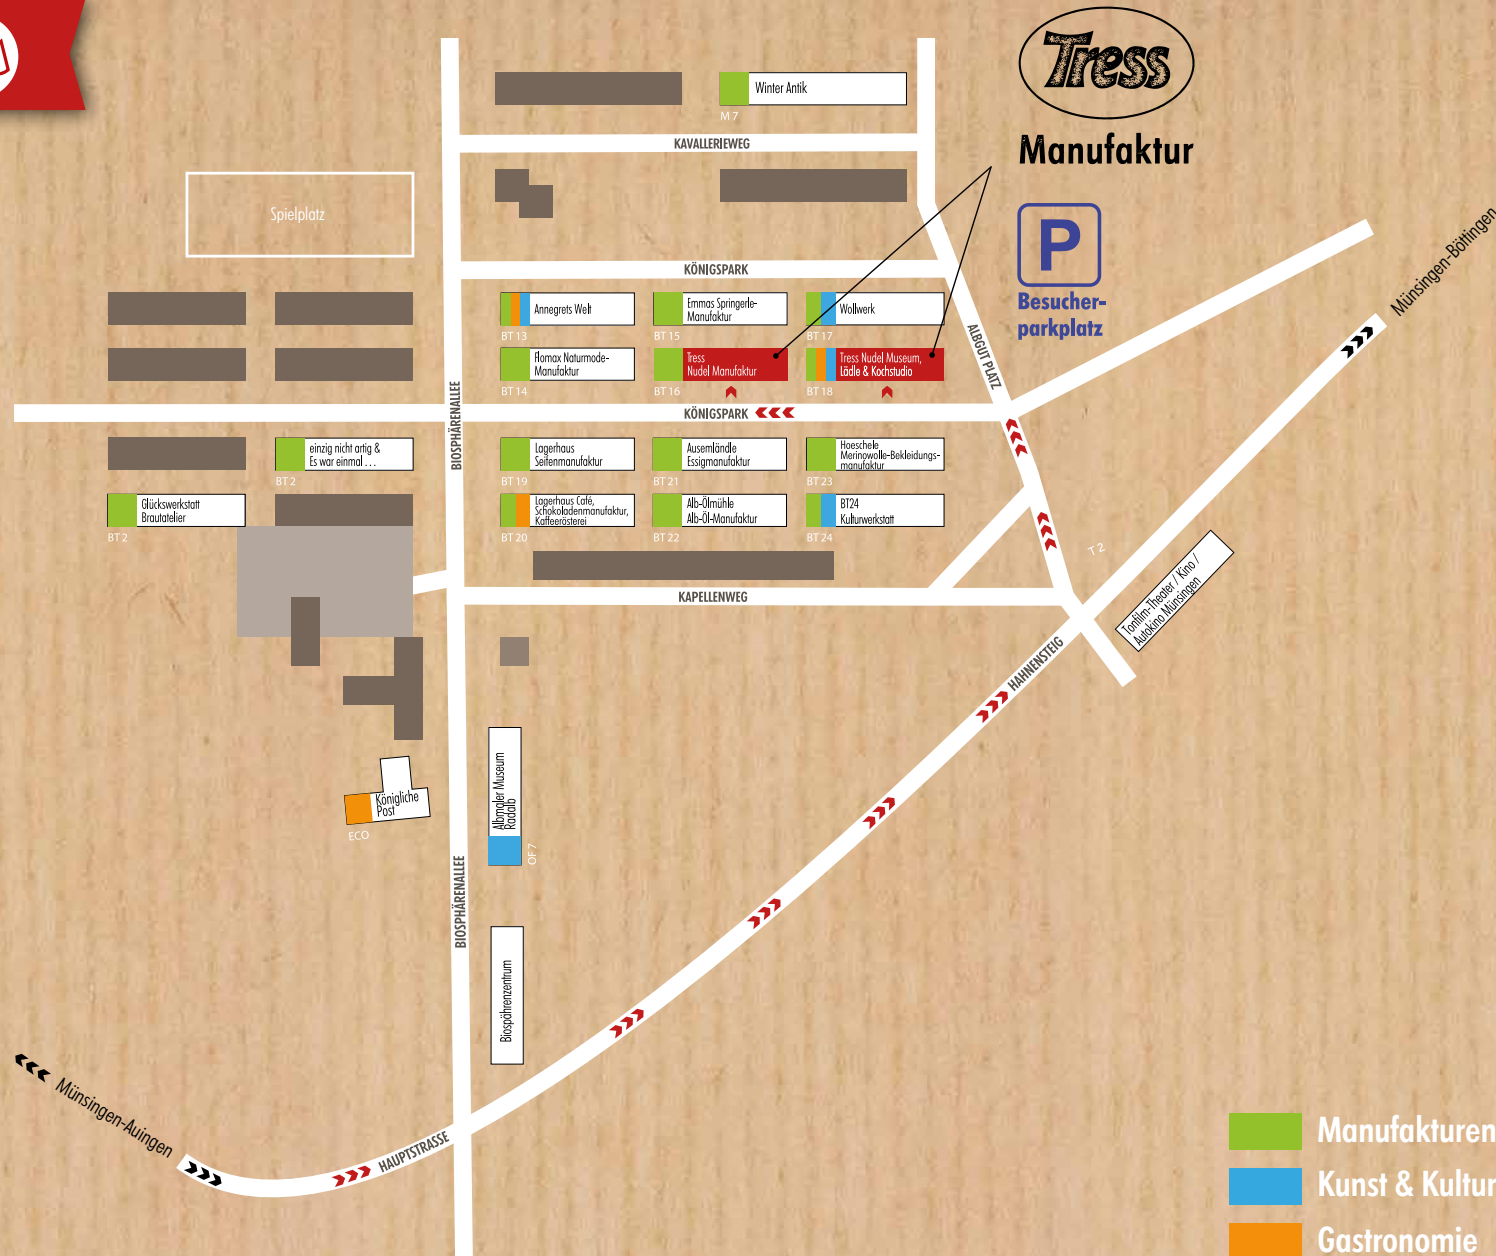 Tress
Manufaktur
P
Besucher-
parkplatz
Winter Antik
M 7
KAVALLERIEWEG
Spielplatz
KÖNIGSPARK
Annegrets Welt
BT 13
Emmas Springerle-
Manufaktur
BT 15
Wollwerk
BT 17
Flomax Naturmode-
Manufaktur
BT 14
Tress
Nudel Manufaktur
BT 16
Tress Nudel Museum,
Lädle & Kochstudio
BT 18
ALBGUT PLATZ
Münsingen-Böttingen
BIOSPHÄRENALLEE
KÖNIGSPARK
einzig nicht artig &
Es war einmal ...
BT 2
Glückswerkstatt
Brautatelier
BT 2
Lagerhaus
Seifenmanufaktur
BT 19
Ausemländle
Essigmanufaktur
BT 21
Hoeschele
Merinowolle-Bekleidungs-
manufaktur
BT 23
Lagerhaus Café,
Schokoladenmanufaktur,
Kaffeerösterei
BT 20
Alb-Ölmühle
Alb-Öl-Manufaktur
BT 22
BT24
Kulturwerkstatt
BT 24
T 2
Tonfilm-Theater / Kino /
Autokino Münsingen
KAPELLENWEG
HAHNENSTEIG
Königliche
Post
ECO
Albmaler Museum
Radalb
OF 7
BIOSPHÄRENALLEE
Biospährenzentrum
Münsingen-Auingen
HAUPTSTRASSE
Manufakturen
Kunst & Kultur
Gastronomie